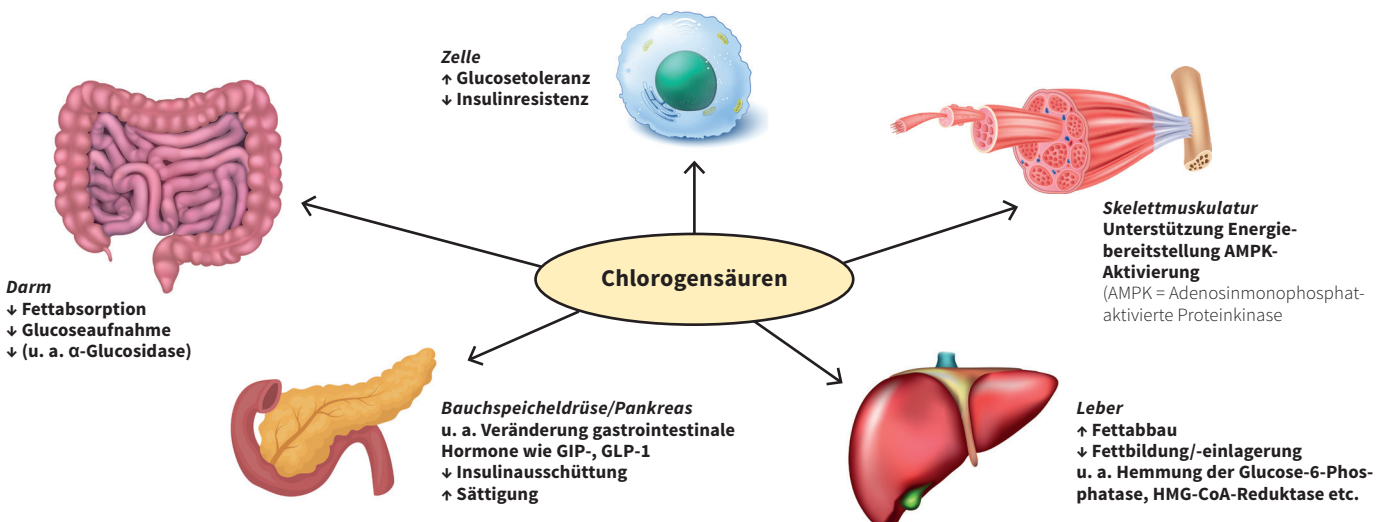 Zelle
↑ Glucosetoleranz
↓ Insulinresistenz
Chlorogensäuren
Skelettmuskulatur
Unterstützung Energie-
bereitstellung AMPK-
Aktivierung
(AMPK = Adenosinmonophosphat-
aktivierte Proteinkinase
Darm
↓ Fettabsorption
↓ Glucoseaufnahme
↓ (u. a. α-Glucosidase)
Bauchspeicheldrüse/Pankreas
u. a. Veränderung gastrointestinale
Hormone wie GIP-, GLP-1
↓ Insulinausschüttung
↑ Sättigung
Leber
↑ Fettabbau
↓ Fettbildung/-einlagerung
u. a. Hemmung der Glucose-6-Phos-
phatase, HMG-CoA-Reduktase etc.